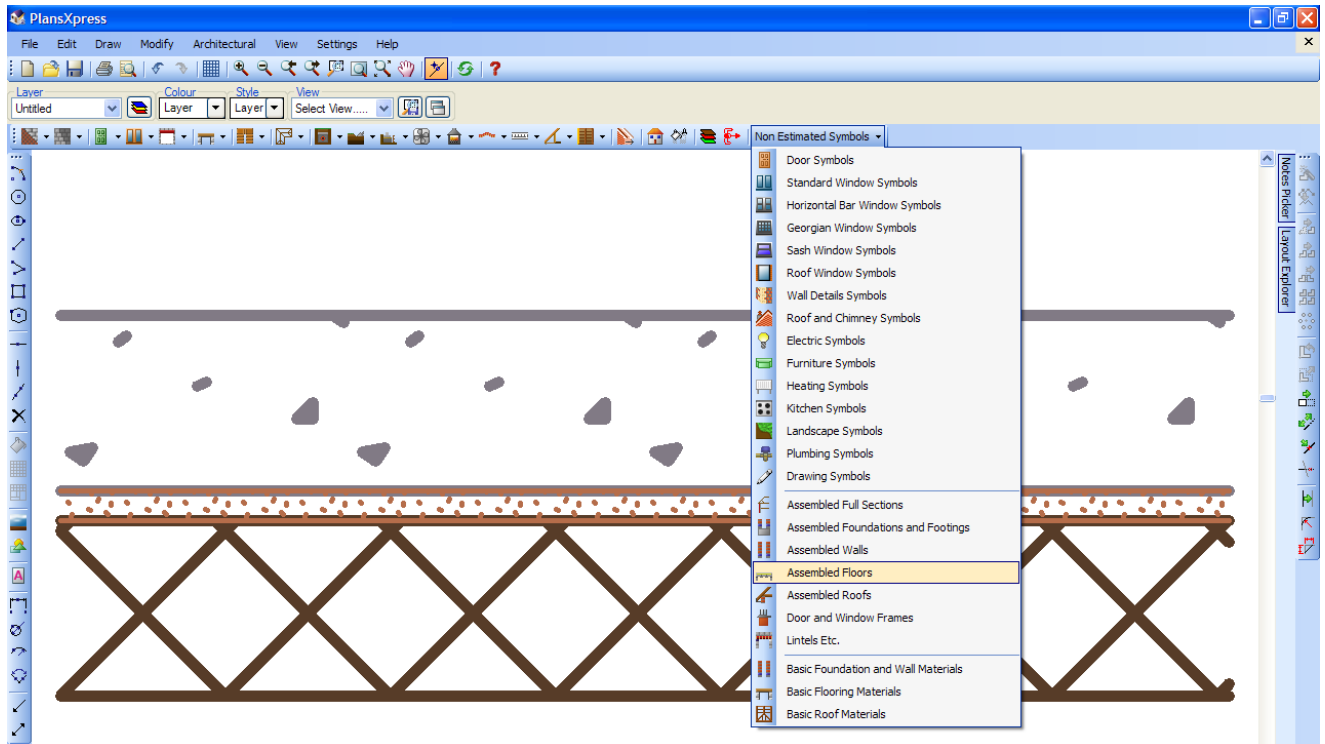 PlansXpress
File Edit Draw Modify Architectural View Settings Help
Layer Colour Style View
Untitled Layer Layer Select View.....
Non Estimated Symbols
Door Symbols
Standard Window Symbols
Horizontal Bar Window Symbols
Georgian Window Symbols
Sash Window Symbols
Roof Window Symbols
Wall Details Symbols
Roof and Chimney Symbols
Electric Symbols
Furniture Symbols
Heating Symbols
Kitchen Symbols
Landscape Symbols
Plumbing Symbols
Drawing Symbols
Assembled Full Sections
Assembled Foundations and Footings
Assembled Walls
Assembled Floors
Assembled Roofs
Door and Window Frames
Lintels Etc.
Basic Foundation and Wall Materials
Basic Flooring Materials
Basic Roof Materials
Notes Picker
Layout Explorer